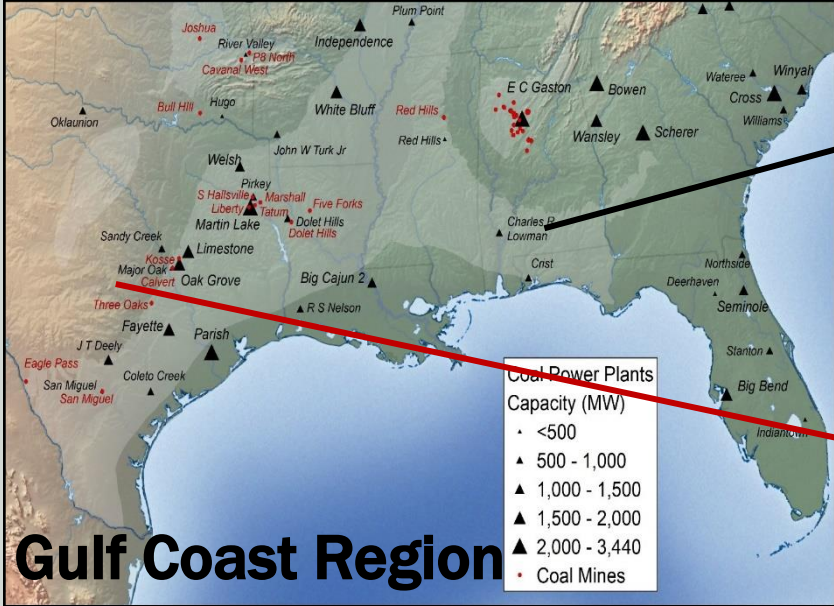 Plum Point
Joshua
Independence
River Valley
P8 North
Cavanal West
E C Gaston
Bowen
Wateree
Winyah
White Bluff
Cross
Bull Hill
Hugo
Red Hills
Oklaunion
Williams
Wansley
Scherer
John W Turk Jr
Red Hills
Welsh
Pirkey
S Hallsville
Marshall
Liberty
Tatum
Five Forks
Martin Lake
Dolet Hills
Dolet Hills
Charles R
Lowman
Sandy Creek
Limestone
Kosse
Major Oak
Oak Grove
Calvert
Big Cajun 2
Crist
Northside
Deerhaven
Seminole
Three Oaks
R S Nelson
Fayette
Parish
J T Deely
Stanton
Eagle Pass
San Miguel
Coleto Creek
San Miguel
Big Bend
Indiantown
Coal Power Plants
Capacity (MW)
<500
500 - 1,000
1,000 - 1,500
1,500 - 2,000
2,000 - 3,440
Coal Mines
Gulf Coast Region